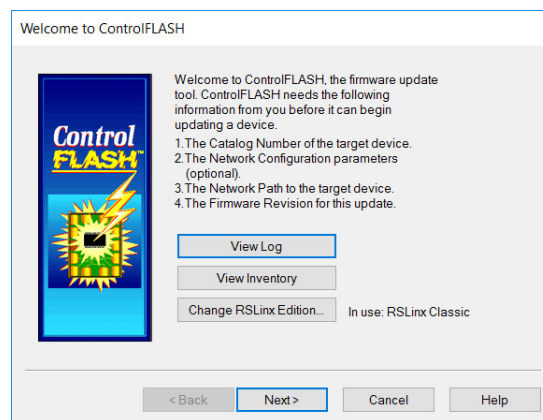 Welcome to ControlFLASH
Control
FLASH™
Welcome to ControlFLASH, the firmware update
tool. ControlFLASH needs the following
information from you before it can begin
updating a device.
1.The Catalog Number of the target device.
2.The Network Configuration parameters
(optional).
3.The Network Path to the target device.
4.The Firmware Revision for this update.
View Log
View Inventory
Change RSLinx Edition... In use: RSLinx Classic
< Back Next > Cancel Help